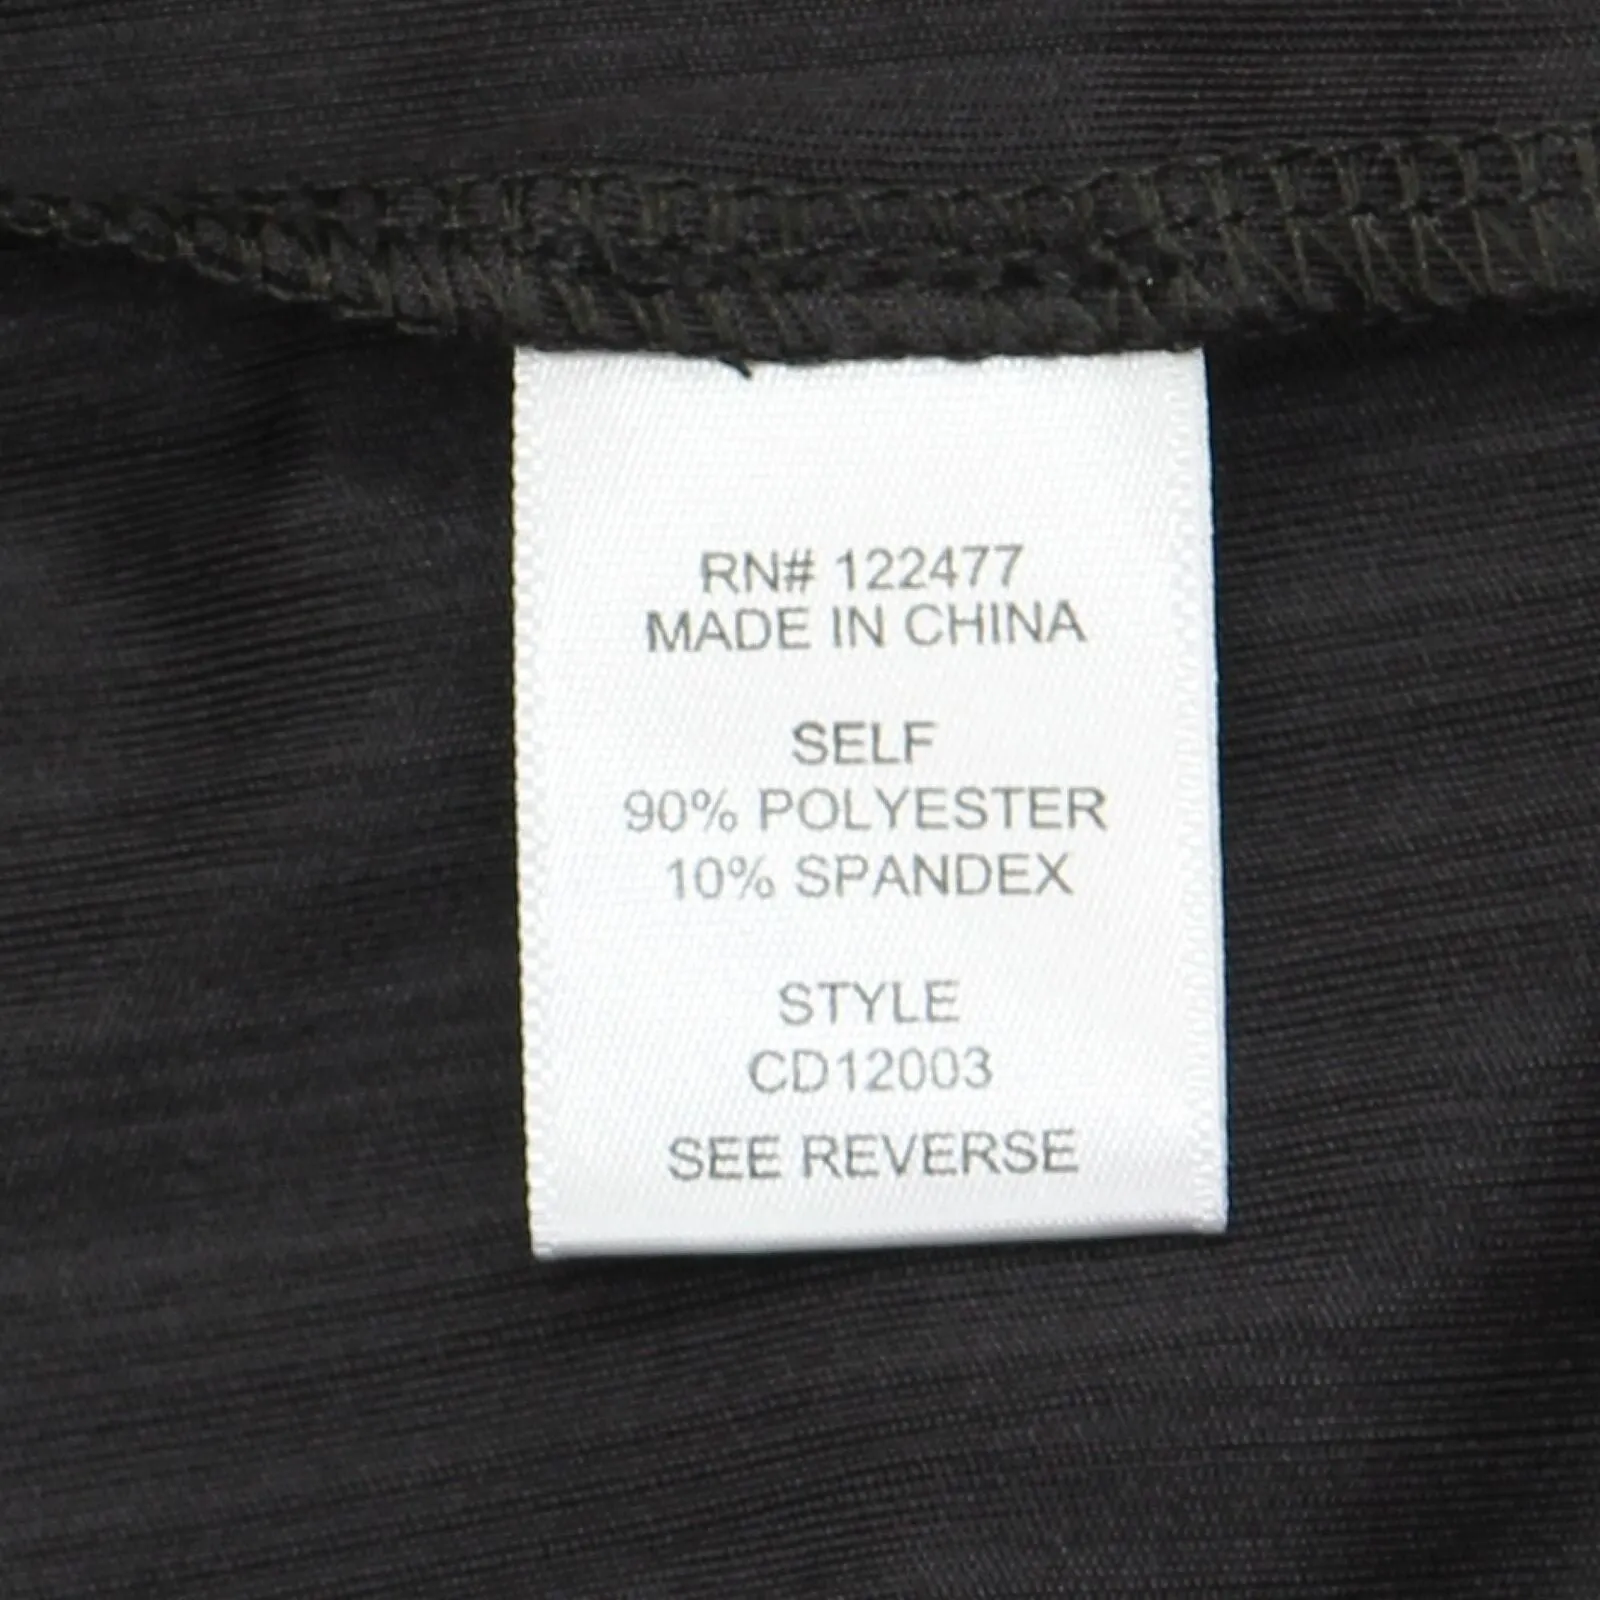 RN# 122477
MADE IN CHINA
SELF
90% POLYESTER
10% SPANDEX
STYLE
CD12003
SEE REVERSE